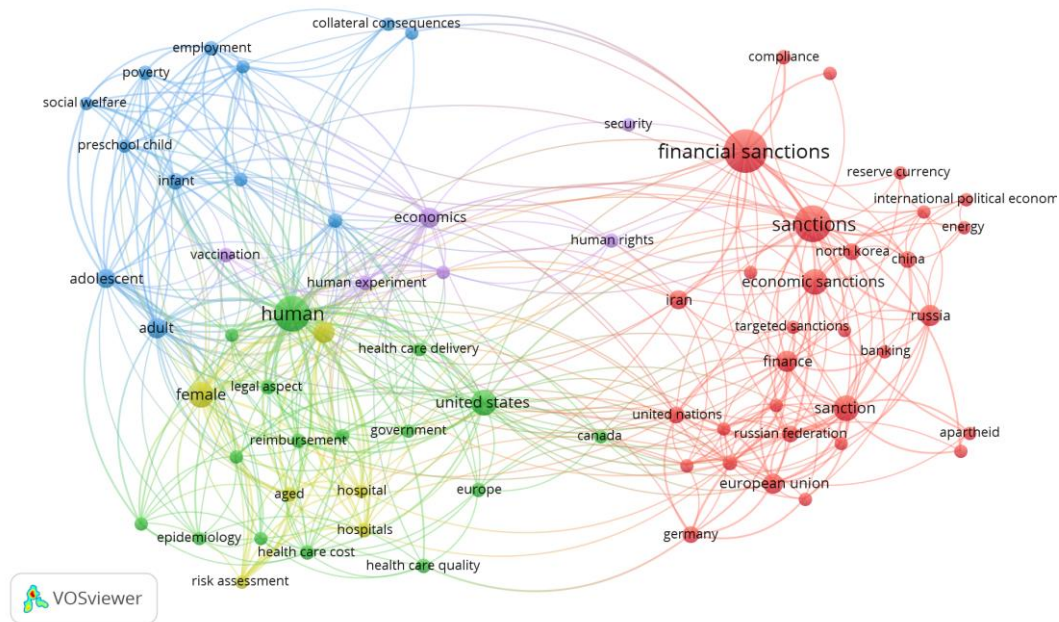 collateral consequences
employment
compliance
poverty
social welfare
security
preschool child
financial sanctions
infant
reserve currency
international political econom
economics
sanctions
energy
vaccination
human rights
north korea
china
adolescent
human experiment
economic sanctions
iran
human
russia
adult
targeted sanctions
health care delivery
banking
finance
female
legal aspect
united states
sanction
united nations
reimbursement
government
canada
russian federation
apartheid
aged
hospital
europe
european union
hospitals
epidemiology
germany
health care cost
health care quality
risk assessment
VOSviewer